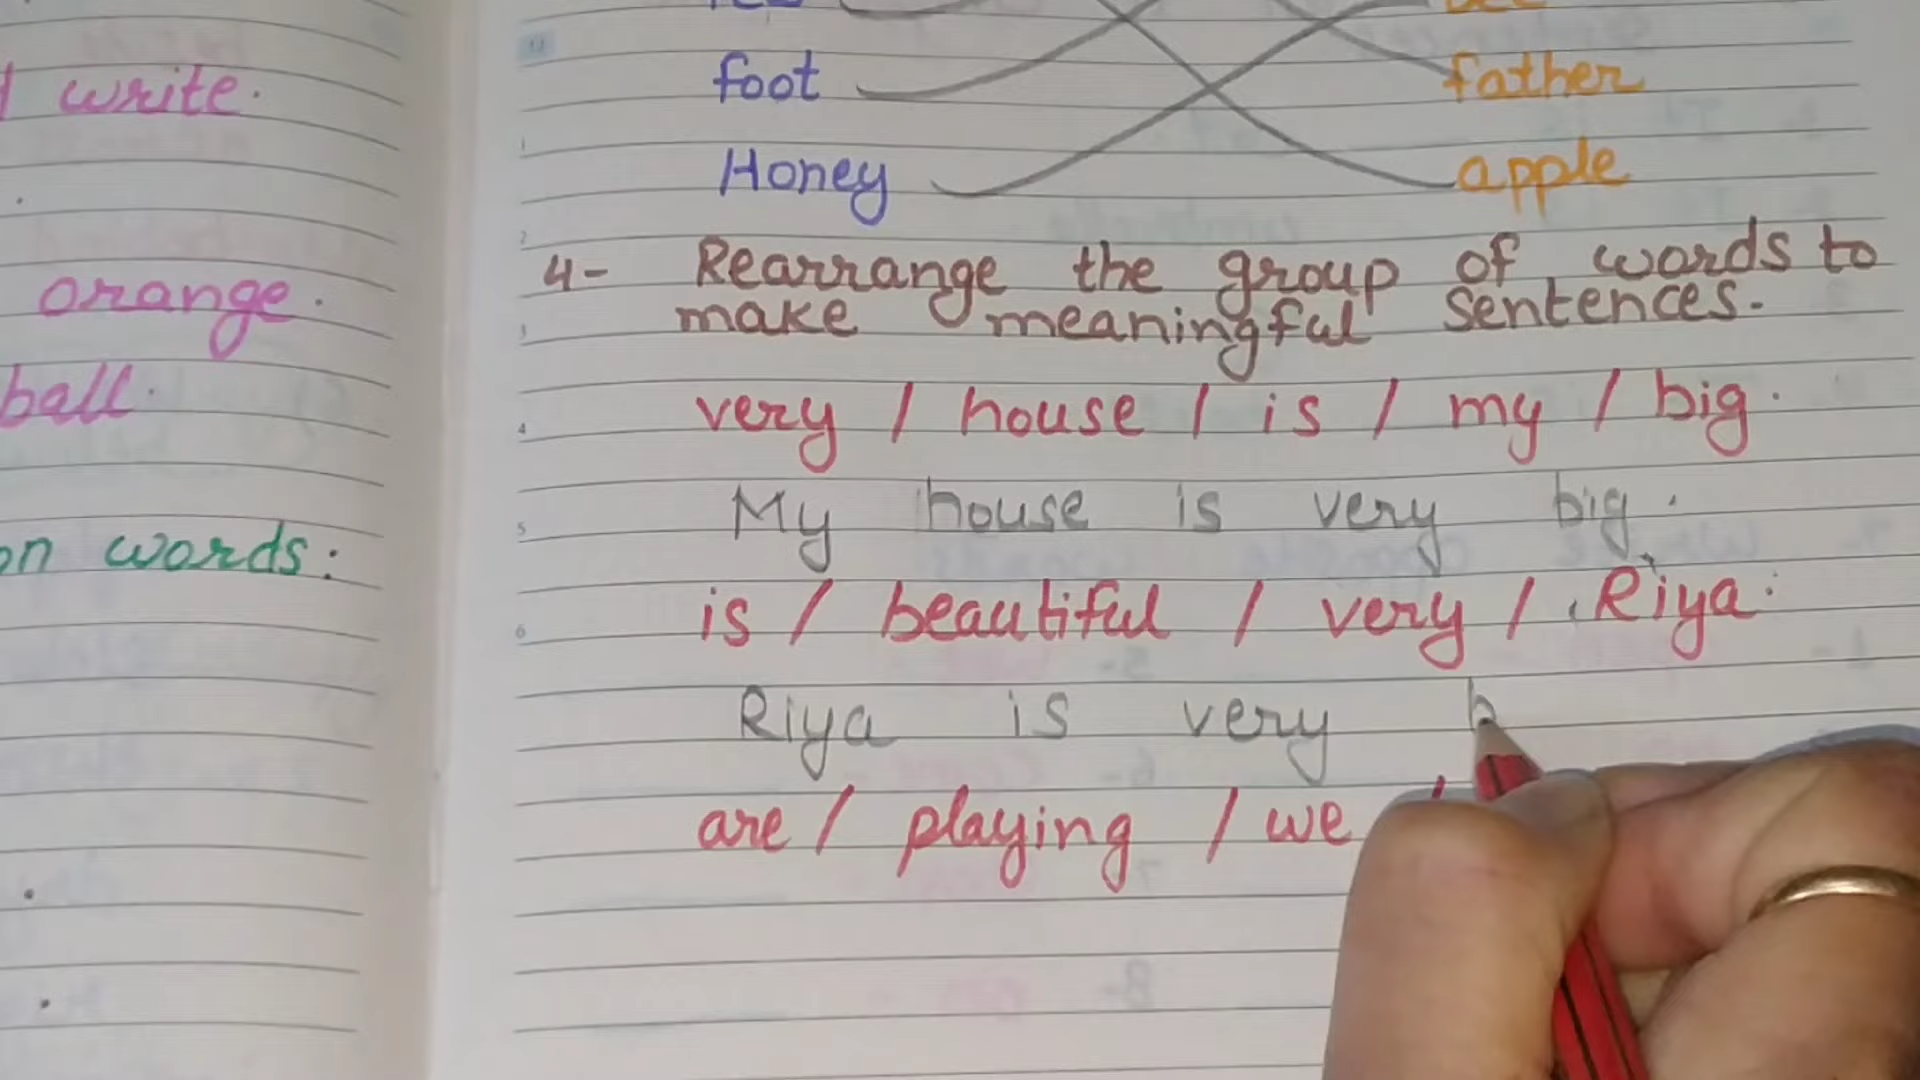 write.
orange.
ball.
on words:
foot father
Honey apple
4- Rearrange the group of words to
make meaningful sentences.
very / house / is / my / big.
My house is very big.
is / beautiful / very / Riya.
Riya is very b
are / playing / we /